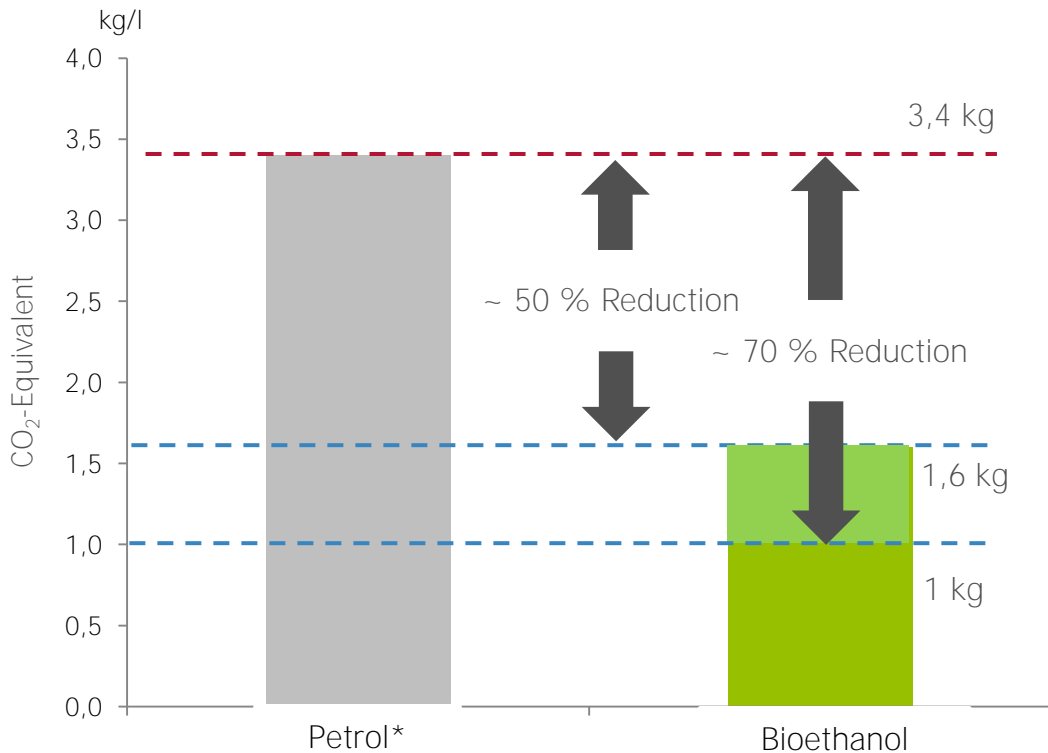 kg/l
4,0
3,5
3,0
2,5
2,0
1,5
1,0
0,5
0,0
CO₂-Equivalent
3,4 kg
~ 50 % Reduction
~ 70 % Reduction
1,6 kg
1 kg
Petrol*
Bioethanol